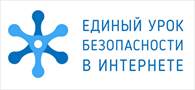 ЕДИНЫЙ УРОК
БЕЗОПАСНОСТИ
В ИНТЕРНЕТЕ